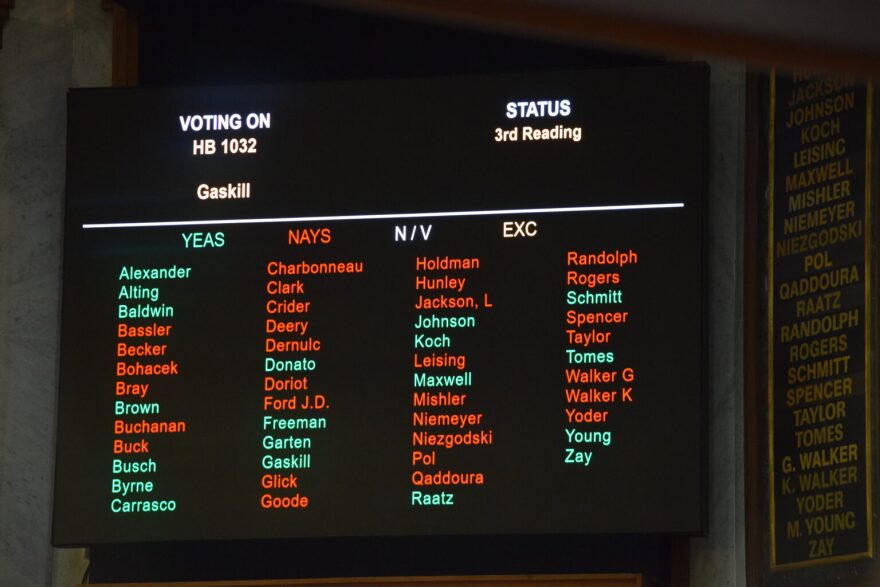 VOTING ON
HB 1032
Gaskill
STATUS
3rd Reading
YEAS NAYS N / V EXC
Alexander
Alting
Baldwin
Bassler
Becker
Bohacek
Bray
Brown
Buchanan
Buck
Busch
Byrne
Carrasco
Charbonneau
Clark
Crider
Deery
Dernulc
Donato
Doriot
Ford J.D.
Freeman
Garten
Gaskill
Glick
Goode
Holdman
Hunley
Jackson, L
Johnson
Koch
Leising
Maxwell
Mishler
Niemeyer
Niezgodski
Pol
Qaddoura
Raatz
Randolph
Rogers
Schmitt
Spencer
Taylor
Tomes
Walker G
Walker K
Yoder
Young
Zay
JACKSON
JOHNSON
KOCH
LEISING
MAXWELL
MISHLER
NIEMEYER
NIEZGODSKI
POL
QADDOURA
RAATZ
RANDOLPH
ROGERS
SCHMITT
SPENCER
TAYLOR
TOMES
G. WALKER
K. WALKER
YODER
M. YOUNG
ZAY